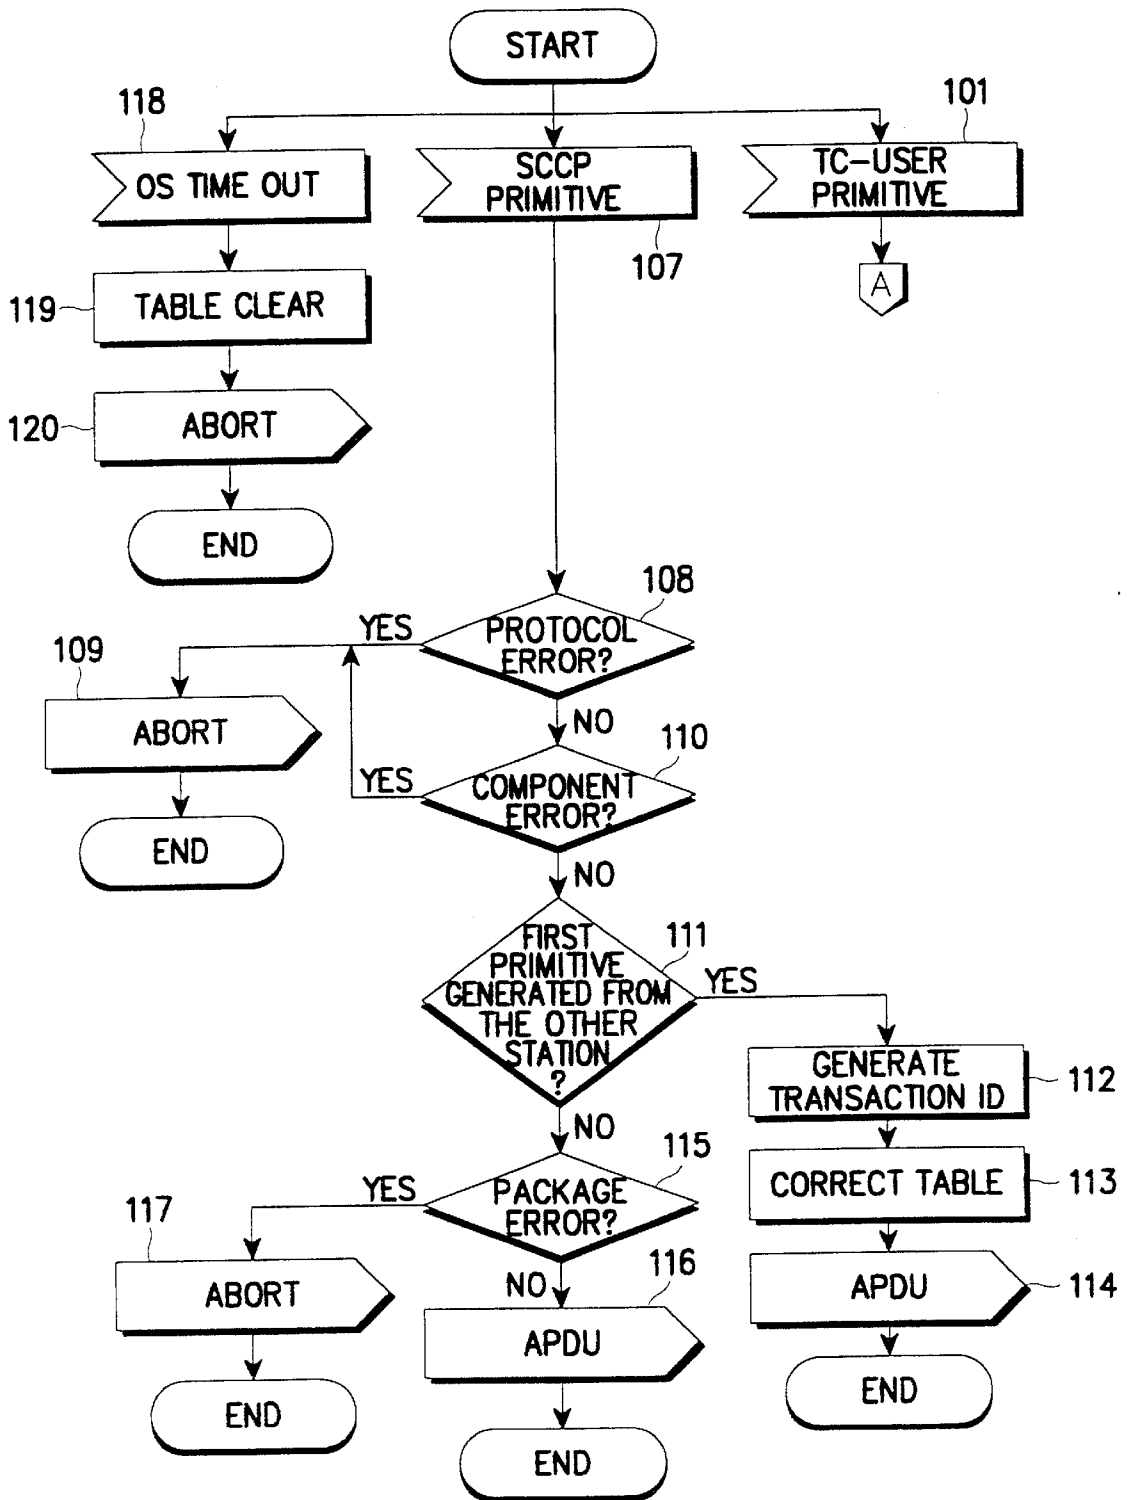 START
118
101
OS TIME OUT
SCCP
PRIMITIVE
TC-USER
PRIMITIVE
107
A
119
TABLE CLEAR
120
ABORT
END
108
YES
PROTOCOL
ERROR?
109
ABORT
NO
110
YES
COMPONENT
ERROR?
END
NO
111
FIRST
PRIMITIVE
GENERATED FROM
THE OTHER
STATION
?
YES
GENERATE
TRANSACTION ID
112
NO
115
YES
PACKAGE
ERROR?
CORRECT TABLE
113
117
ABORT
NO
116
APDU
114
APDU
END
END
END